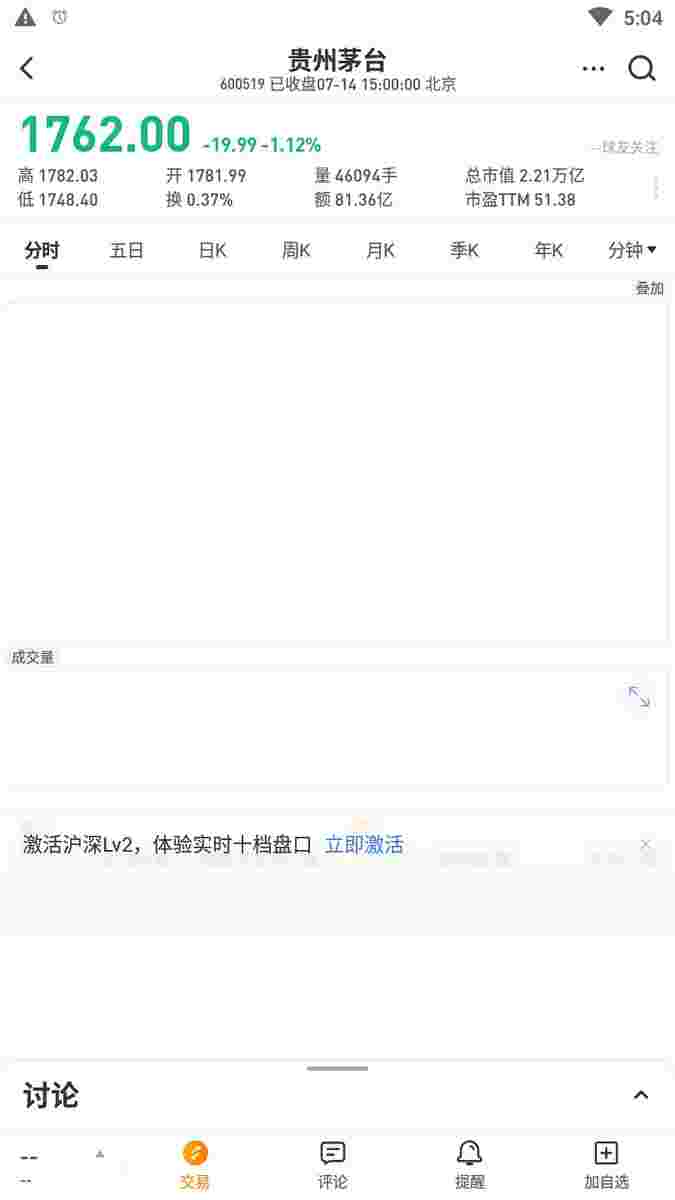 5:04
贵州茅台
600519 已收盘07-14 15:00:00 北京
1762.00 -19.99 -1.12%
--球友关注
高 1782.03 开 1781.99 量 46094手 总市值 2.21万亿
低 1748.40 换 0.37% 额 81.36亿 市盈TTM 51.38
分时 五日 日K 周K 月K 季K 年K 分钟
叠加
成交量
激活沪深Lv2，体验实时十档盘口 立即激活
讨论
--
--
交易 评论 提醒 加自选